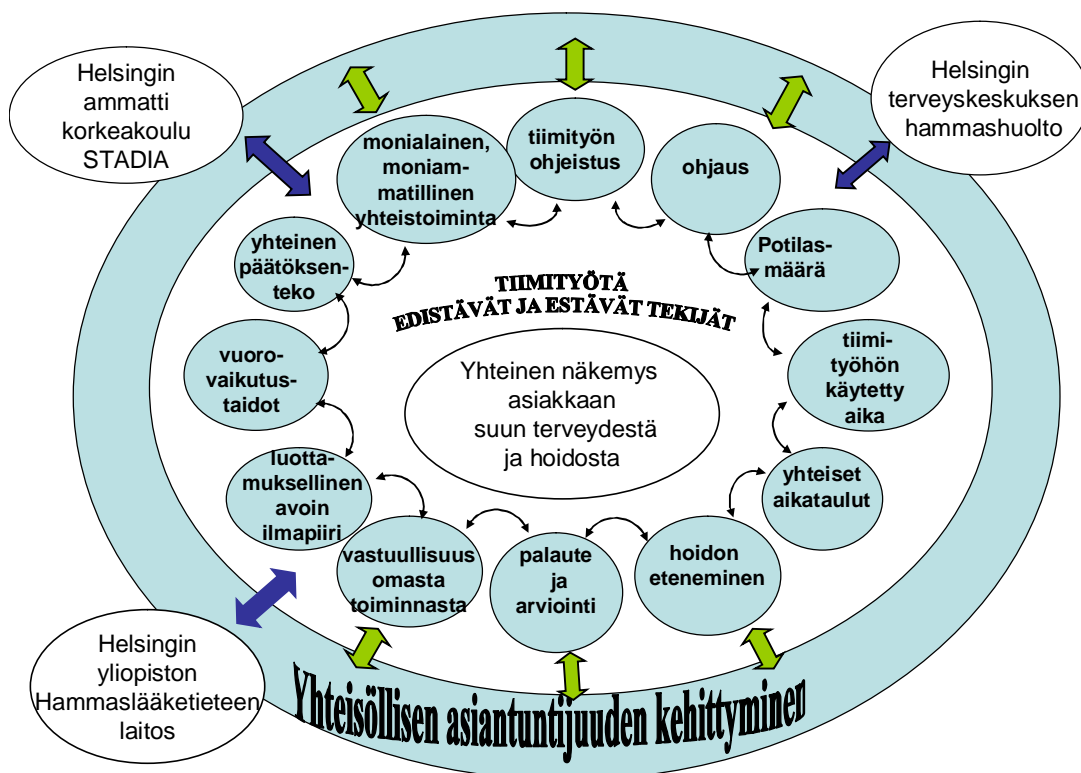 Helsingin
ammatti
korkeakoulu
STADIA
Helsingin
terveyskeskuksen
hammashuolto
monialainen,
moniam-
matillinen
yhteistoiminta
tiimityön
ohjeistus
ohjaus
yhteinen
päätöksen-
teko
Potilas-
määrä
TIIMITYÖTÄ
EDISTÄVÄT JA ESTÄVÄT TEKIJÄT
vuoro-
vaikutus-
taidot
Yhteinen näkemys
asiakkaan
suun terveydestä
ja hoidosta
tiimi-
työhön
käytetty
aika
luotta-
muksellinen
avoin
ilmapiiri
yhteiset
aikataulut
vastuullisuus
omasta
toiminnasta
palaute
ja
arviointi
hoidon
eteneminen
Helsingin
yliopiston
Hammaslääketieteen
laitos
Yhteisöllisen asiantuntijuuden kehittyminen